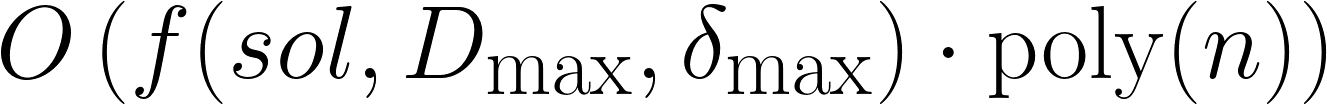 O (f(sol, D_max, δ_max) · poly(n))